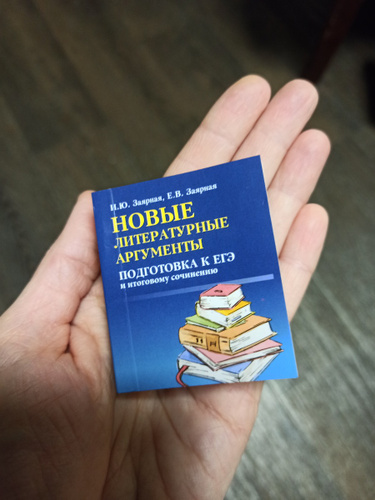 И.Ю. Заярная, Е.В. Заярная
НОВЫЕ
ЛИТЕРАТУРНЫЕ
АРГУМЕНТЫ
ПОДГОТОВКА К ЕГЭ
и итоговому сочинению